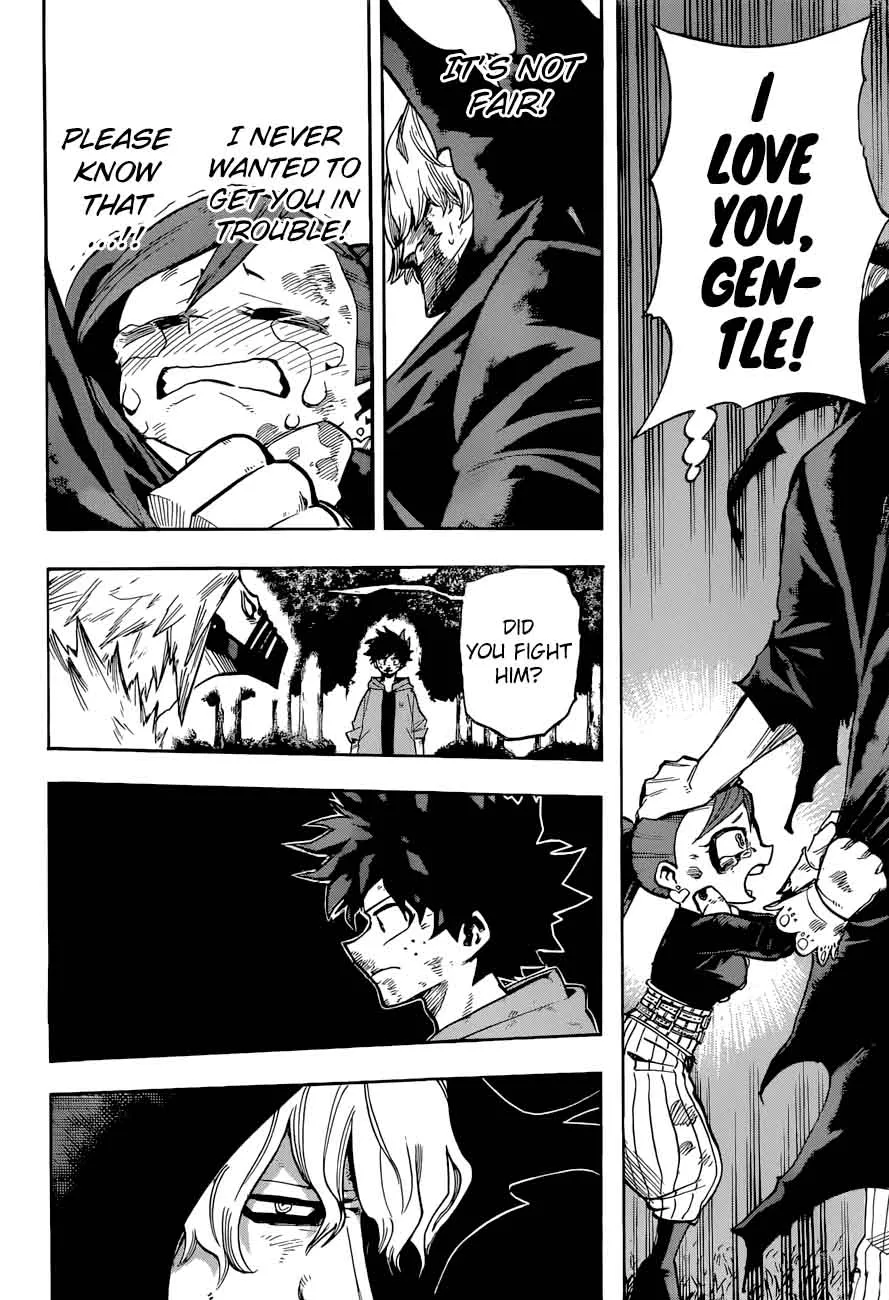 I
LOVE
YOU,
GEN-
TLE!
IT'S NOT
FAIR!
I NEVER
WANTED TO
GET YOU IN
TROUBLE!
PLEASE
KNOW
THAT
...!!
DID
YOU FIGHT
HIM?